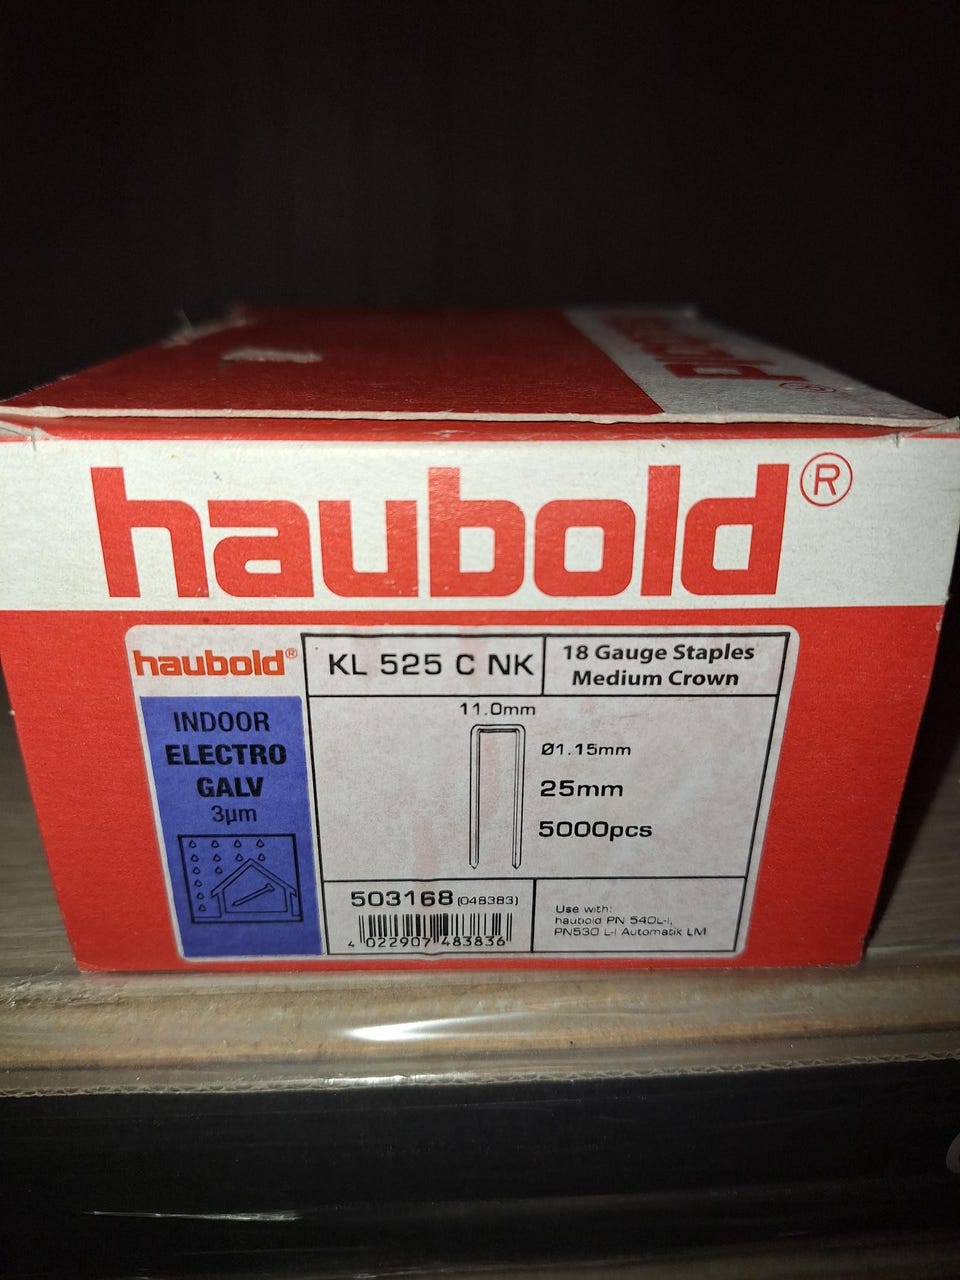 haubold®
haubold®
KL 525 C NK
18 Gauge Staples
Medium Crown
INDOOR
ELECTRO
GALV
3µm
11.0mm
Ø1.15mm
25mm
5000pcs
503168 (048383)
4 022907 483836
Use with:
haubold PN 540L-I,
PN530 L-I Automatik LM